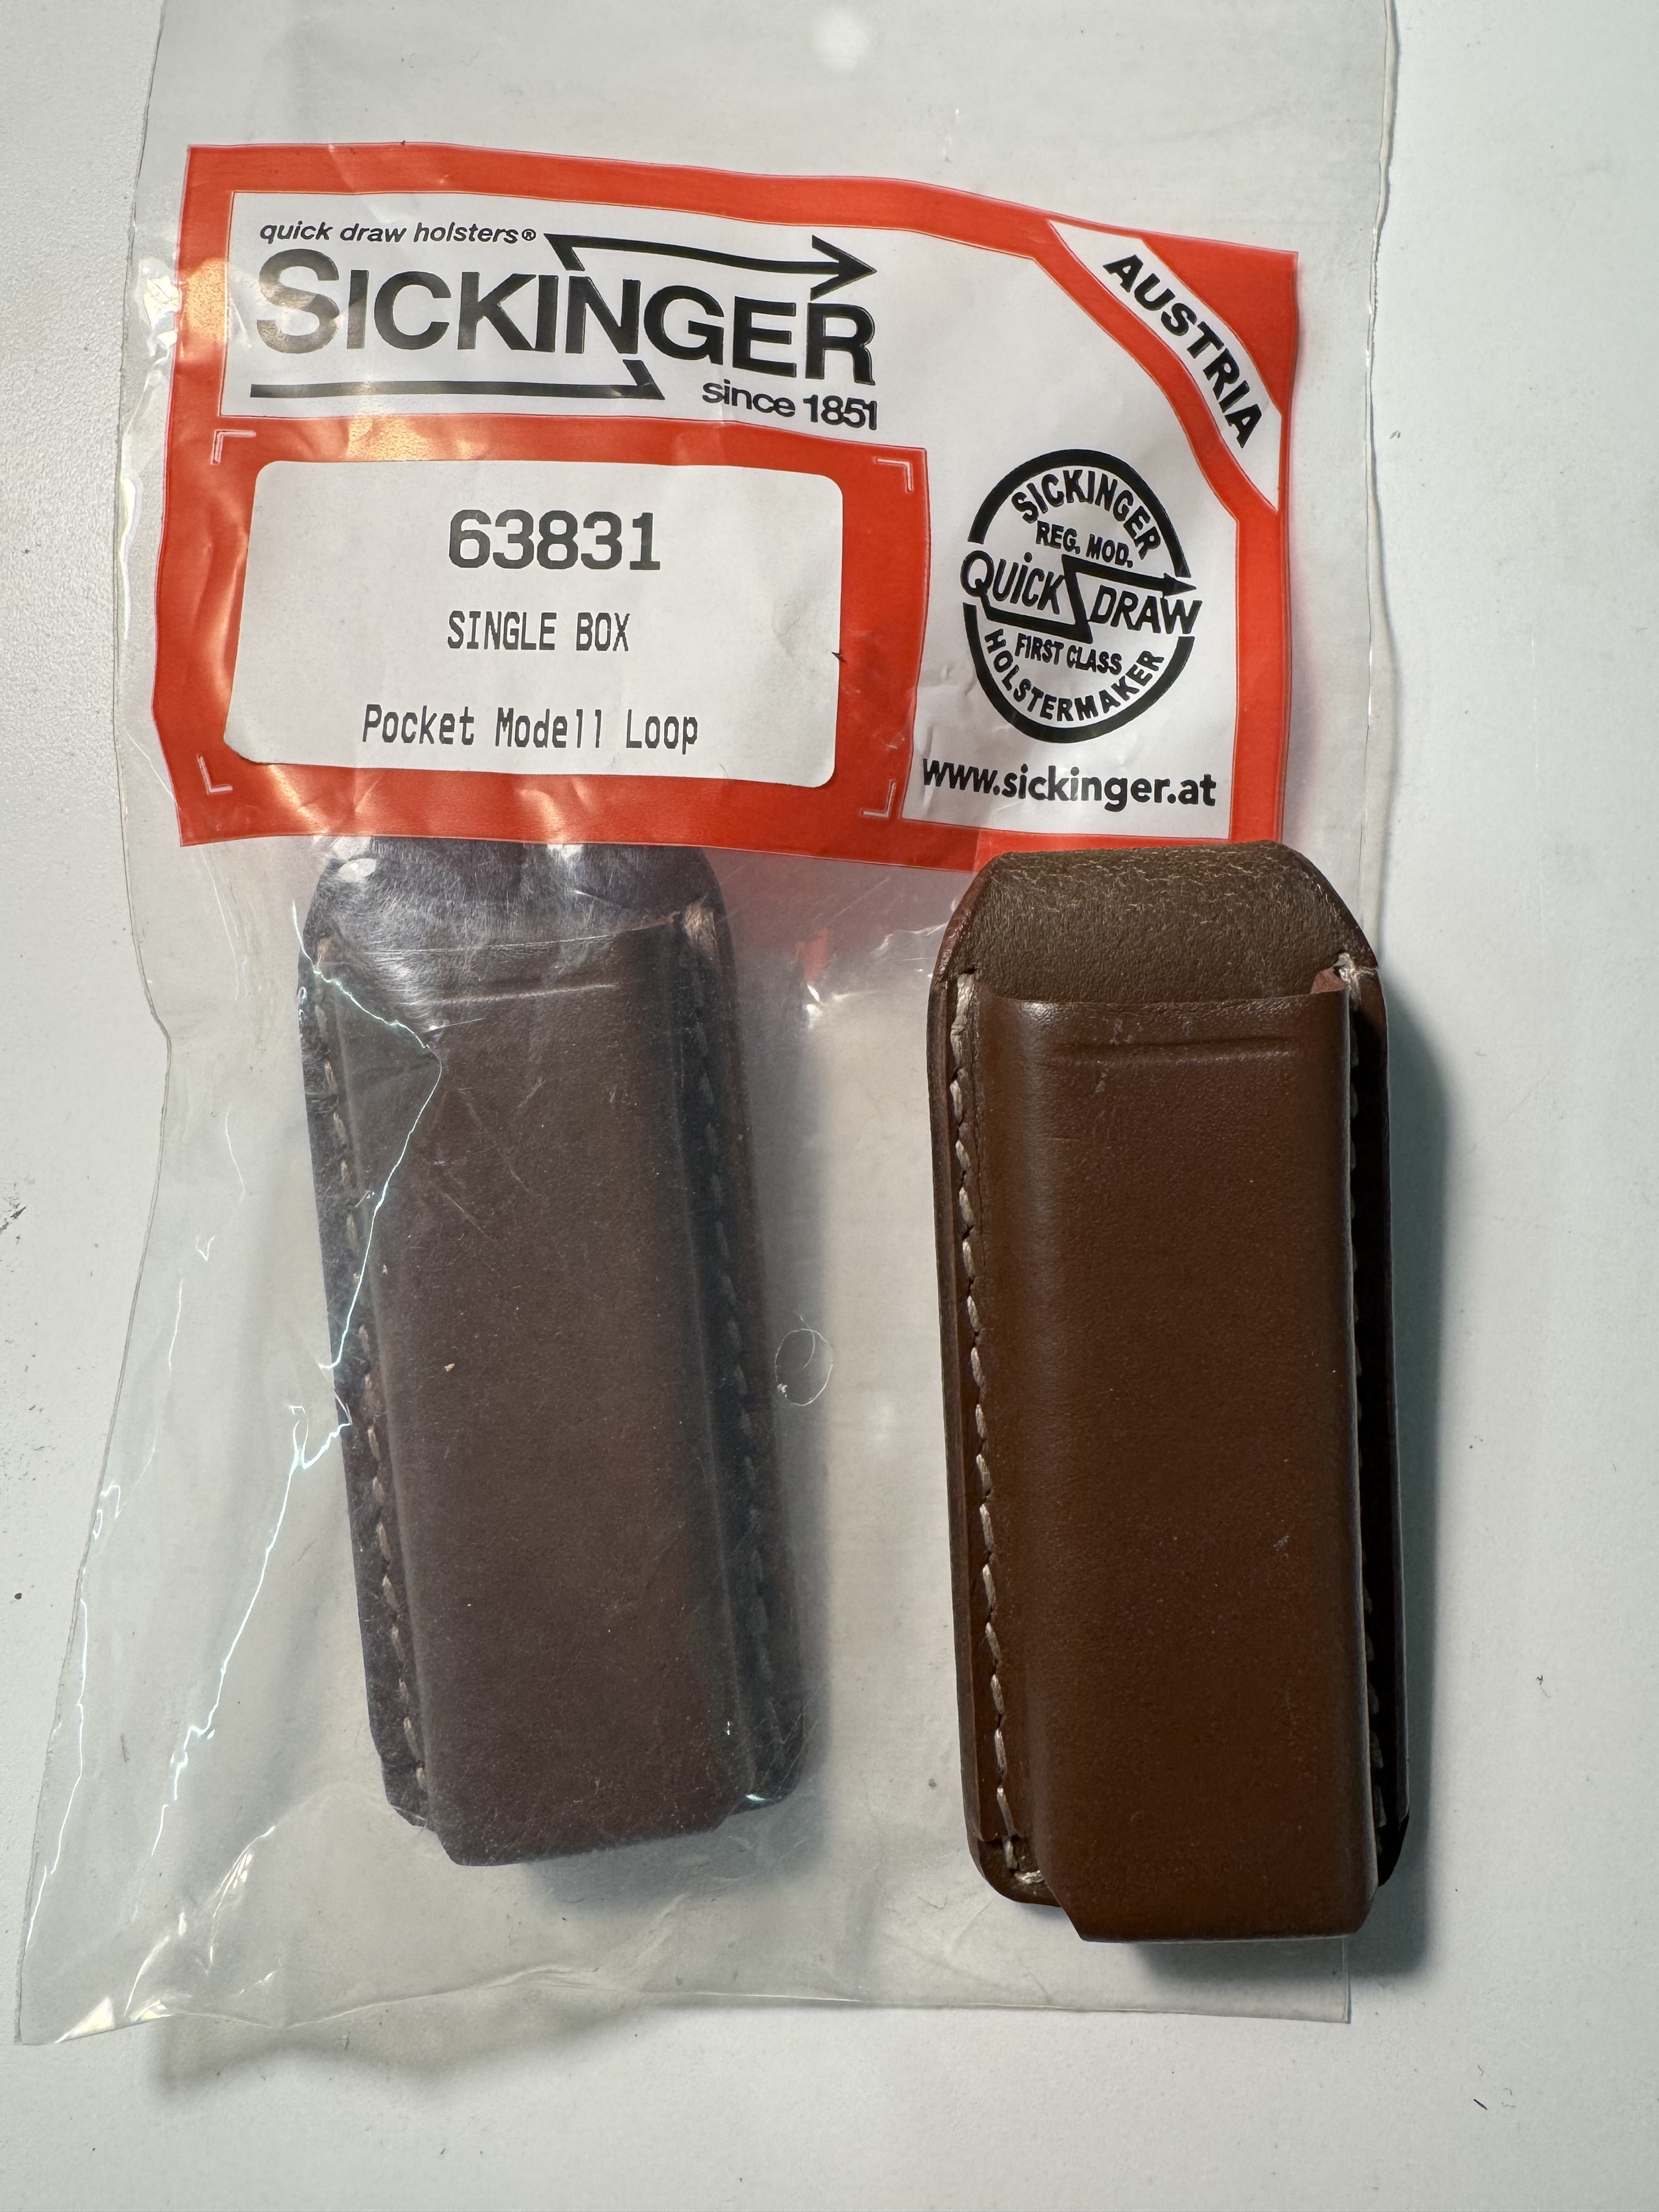 quick draw holsters®
SICKINGER
since 1851
AUSTRIA
63831
SINGLE BOX
Pocket Modell Loop
SICKINGER
REG. MOD.
QUICK DRAW
FIRST CLASS
HOLSTERMAKER
www.sickinger.at